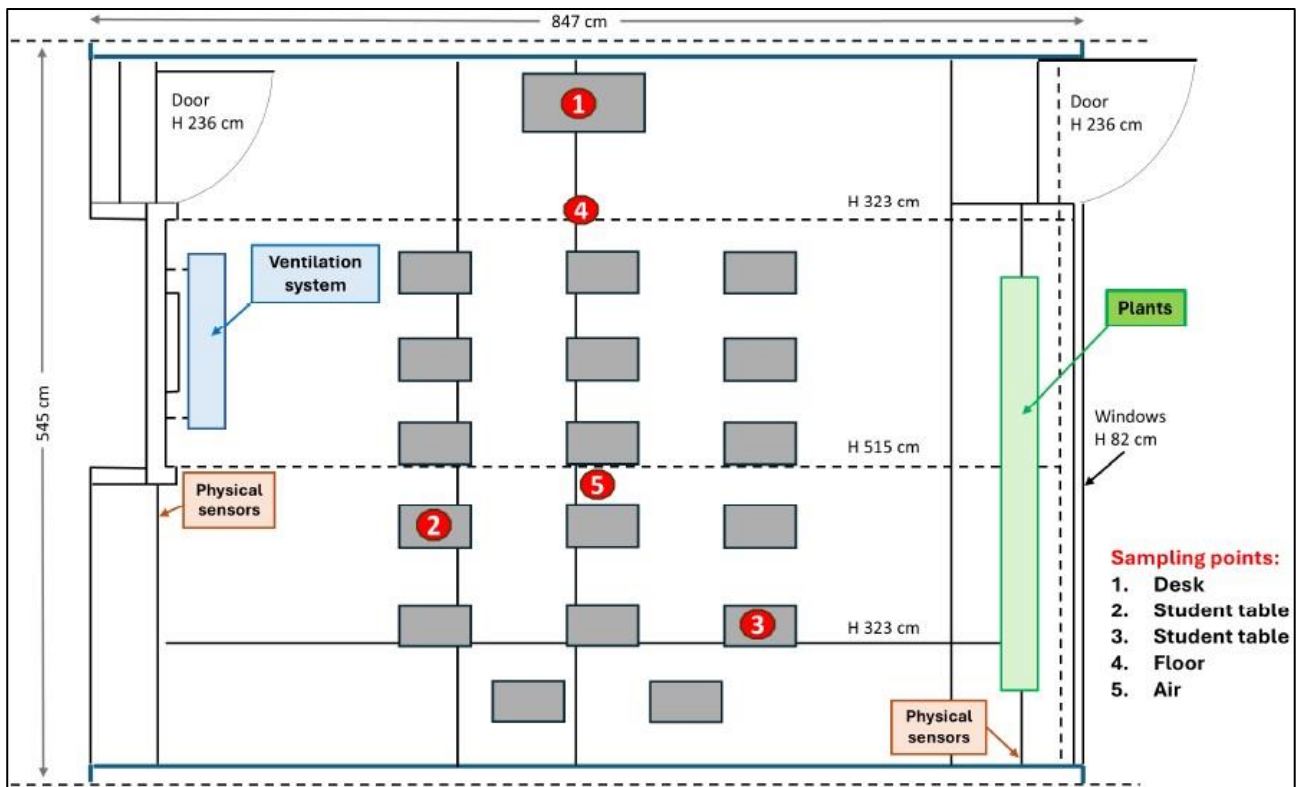 847 cm
Door
H 236 cm
1
Door
H 236 cm
4
H 323 cm
Ventilation
system
Plants
545 cm
Windows
H 82 cm
H 515 cm
Physical
sensors
5
2
Sampling points:
1. Desk
2. Student table
3. Student table
4. Floor
5. Air
3
H 323 cm
Physical
sensors